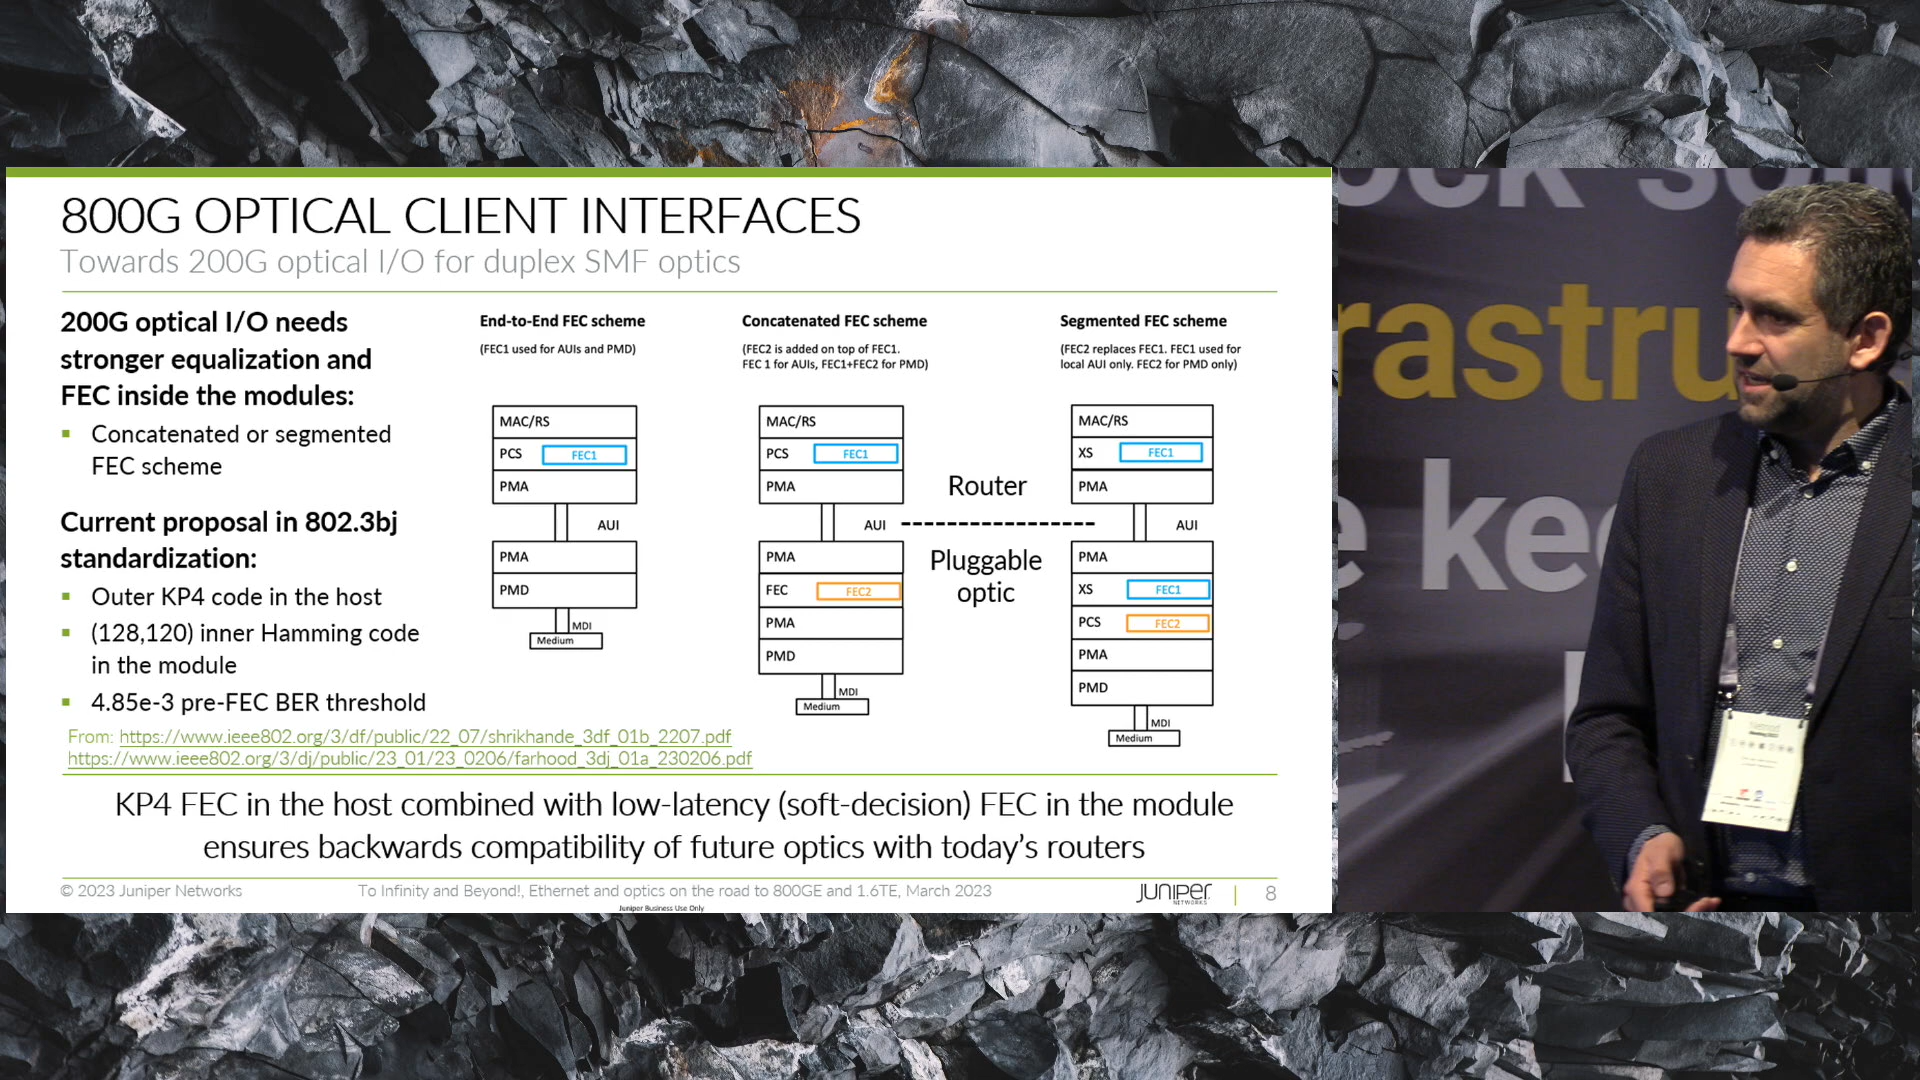 800G OPTICAL CLIENT INTERFACES
Towards 200G optical I/O for duplex SMF optics
200G optical I/O needs
stronger equalization and
FEC inside the modules:
Concatenated or segmented
FEC scheme
Current proposal in 802.3bj
standardization:
Outer KP4 code in the host
(128,120) inner Hamming code
in the module
4.85e-3 pre-FEC BER threshold
End-to-End FEC scheme
(FEC1 used for AUIs and PMD)
MAC/RS
PCS FEC1
PMA
AUI
PMA
PMD
MDI
Medium
Concatenated FEC scheme
(FEC2 is added on top of FEC1.
FEC 1 for AUIs, FEC1+FEC2 for PMD)
MAC/RS
PCS FEC1
PMA
AUI
PMA
FEC FEC2
PMA
PMD
MDI
Medium
Router
Pluggable
optic
Segmented FEC scheme
(FEC2 replaces FEC1. FEC1 used for
local AUI only. FEC2 for PMD only)
MAC/RS
XS FEC1
PMA
AUI
PMA
XS FEC1
PCS FEC2
PMA
PMD
MDI
Medium
From: https://www.ieee802.org/3/df/public/22_07/shrikhande_3df_01b_2207.pdf
https://www.ieee802.org/3/dj/public/23_01/23_0206/farhood_3dj_01a_230206.pdf
KP4 FEC in the host combined with low-latency (soft-decision) FEC in the module
ensures backwards compatibility of future optics with today's routers
© 2023 Juniper Networks
To Infinity and Beyond!, Ethernet and optics on the road to 800GE and 1.6TE, March 2023
Juniper Business Use Only
JUNIPER
NETWORKS
8
rastru
e kee